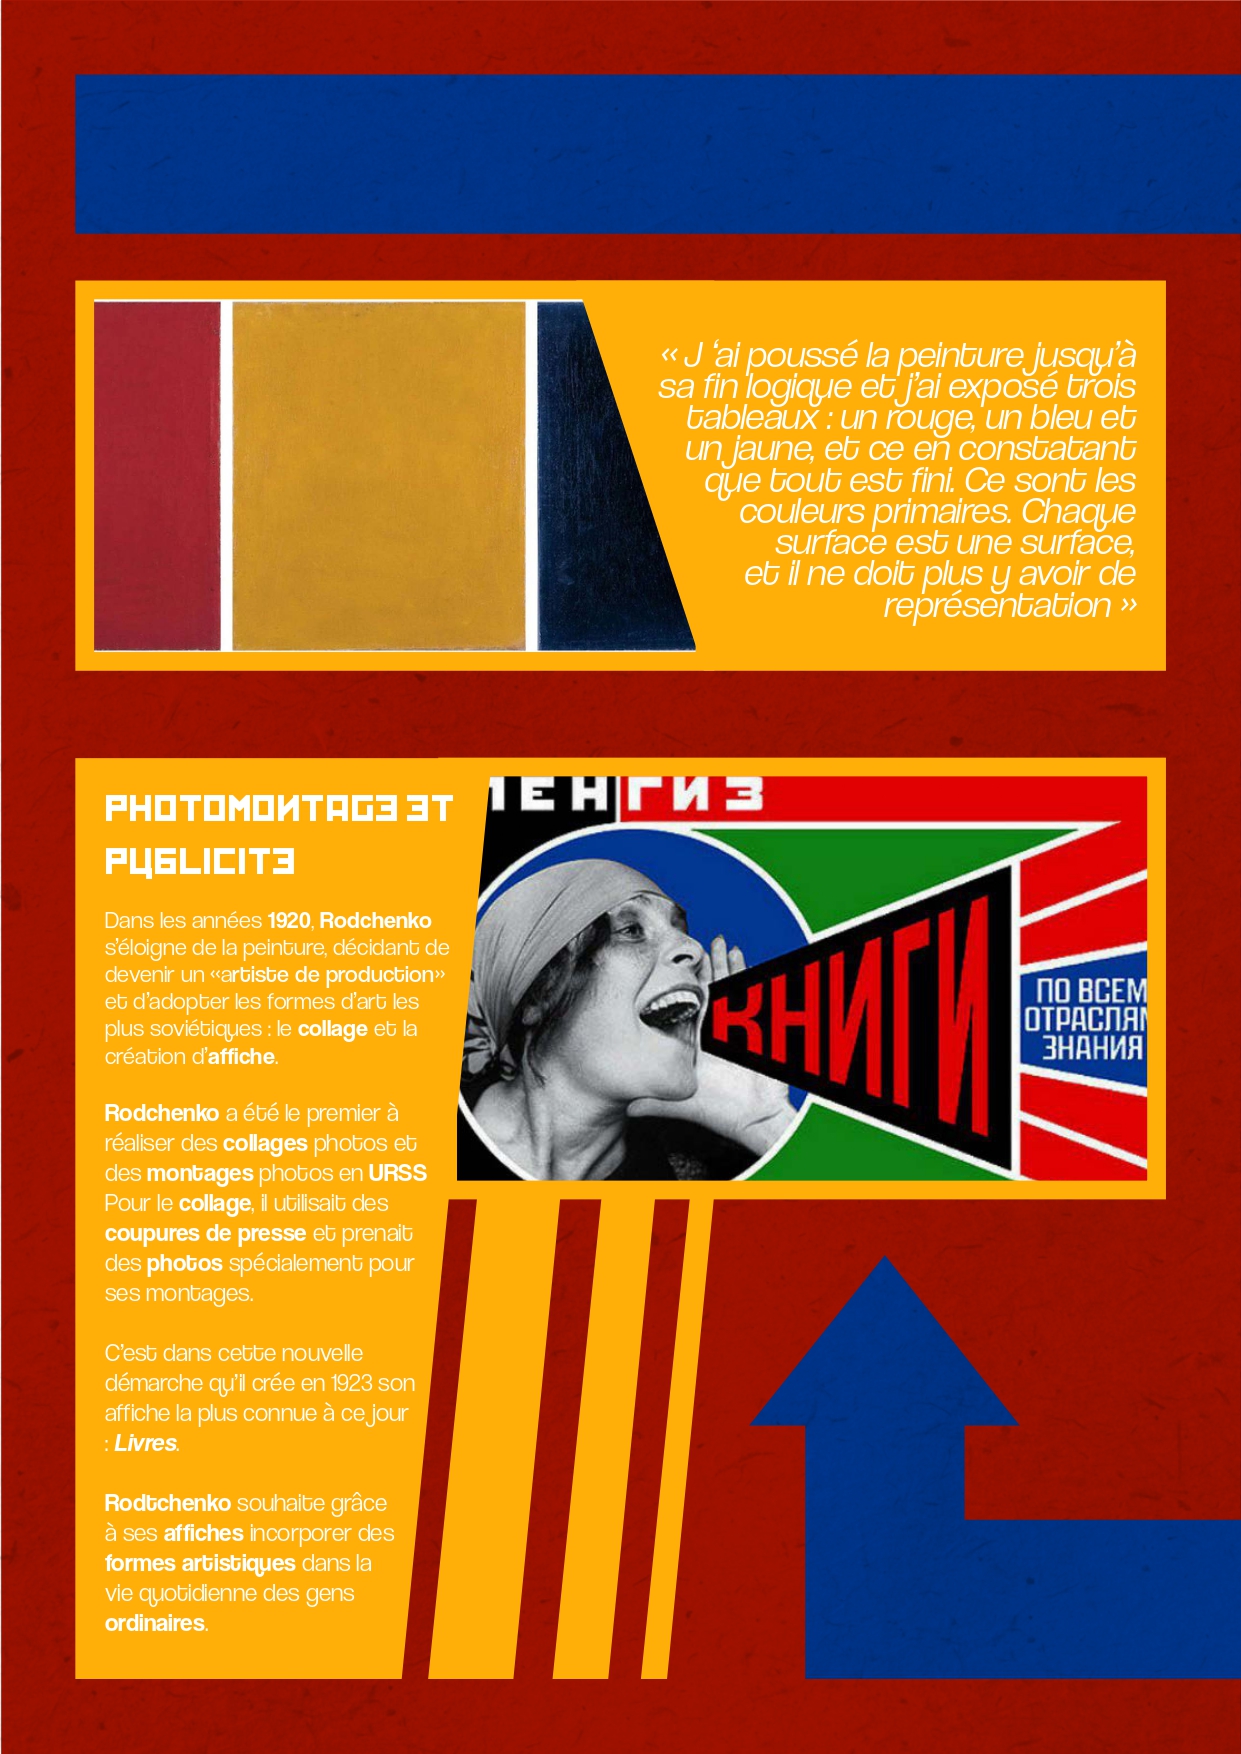 « J ‘ai poussé la peinture jusqu’à
sa fin logique et j’ai exposé trois
tableaux : un rouge, un bleu et
un jaune, et ce en constatant
que tout est fini. Ce sont les
couleurs primaires. Chaque
surface est une surface,
et il ne doit plus y avoir de
représentation »
PHOTOMONTAGE ET
PUBLICITE
Dans les années 1920, Rodchenko
s’éloigne de la peinture, décidant de
devenir un «artiste de production»
et d’adopter les formes d’art les
plus soviétiques : le collage et la
création d’affiche.
Rodchenko a été le premier à
réaliser des collages photos et
des montages photos en URSS
Pour le collage, il utilisait des
coupures de presse et prenait
des photos spécialement pour
ses montages.
C’est dans cette nouvelle
démarche qu’il crée en 1923 son
affiche la plus connue à ce jour
: Livres.
Rodtchenko souhaite grâce
à ses affiches incorporer des
formes artistiques dans la
vie quotidienne des gens
ordinaires.
ЕНГИЗ
КНИГИ
ПО ВСЕМ
ОТРАСЛЯМ
ЗНАНИЯ